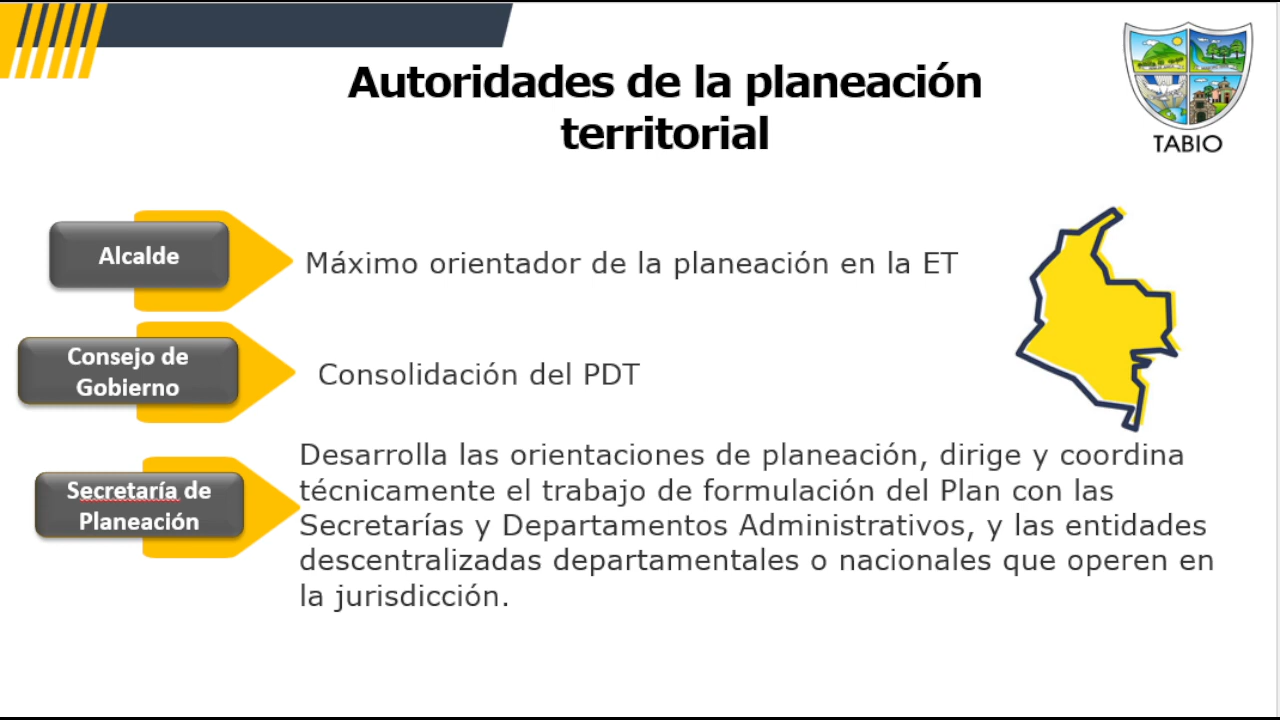 Autoridades de la planeación
territorial
TABIO
Alcalde
Máximo orientador de la planeación en la ET
Consejo de
Gobierno
Consolidación del PDT
Secretaría de
Planeación
Desarrolla las orientaciones de planeación, dirige y coordina
técnicamente el trabajo de formulación del Plan con las
Secretarías y Departamentos Administrativos, y las entidades
descentralizadas departamentales o nacionales que operen en
la jurisdicción.